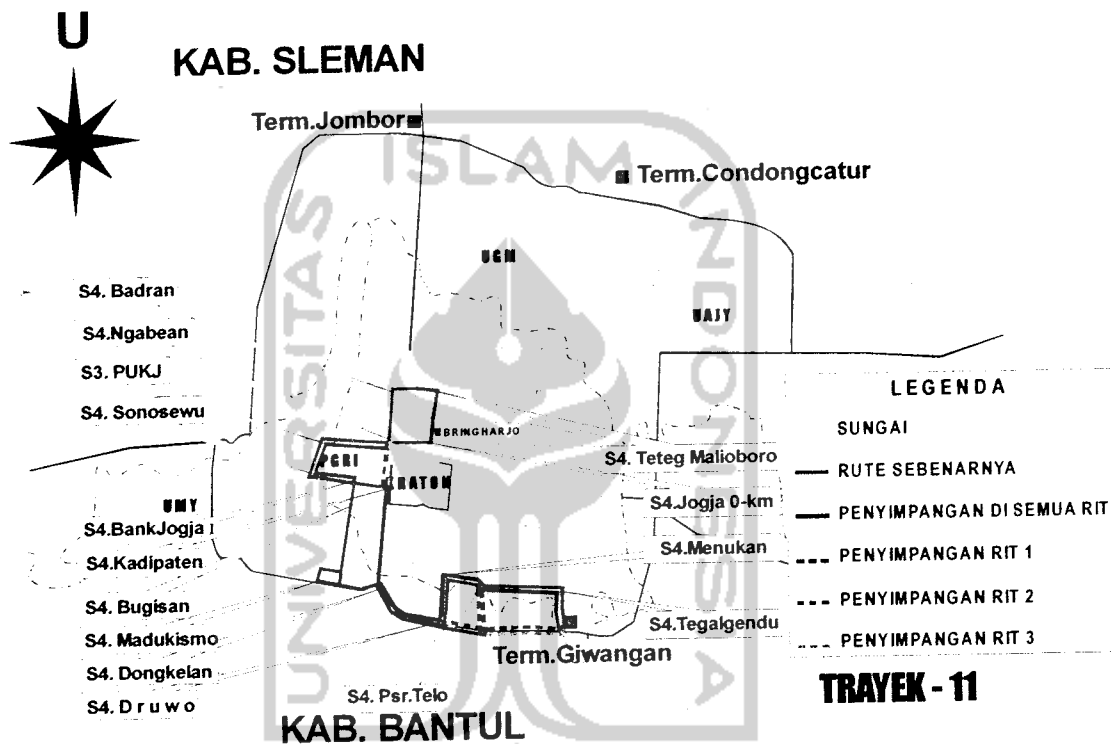 U
KAB. SLEMAN
Term.Jombor
Term.Condongcatur
UNIVERSITAS
ISLAM
INDONESIA
UGM
UAJY
S4. Badran
S4.Ngabean
S3. PUKJ
S4. Sonosewu
BRINGHARJO
PGRI
KRATON
UMY
S4.BankJogja
S4.Kadipaten
S4. Bugisan
S4. Madukismo
S4. Dongkelan
S4. Druwo
S4. Teteg Malioboro
S4.Jogja 0-km
S4.Menukan
S4.Tegalgendu
Term.Giwangan
S4. Psr.Telo
KAB. BANTUL
LEGENDA
SUNGAI
RUTE SEBENARNYA
PENYIMPANGAN DI SEMUA RIT
PENYIMPANGAN RIT 1
PENYIMPANGAN RIT 2
PENYIMPANGAN RIT 3
TRAYEK - 11